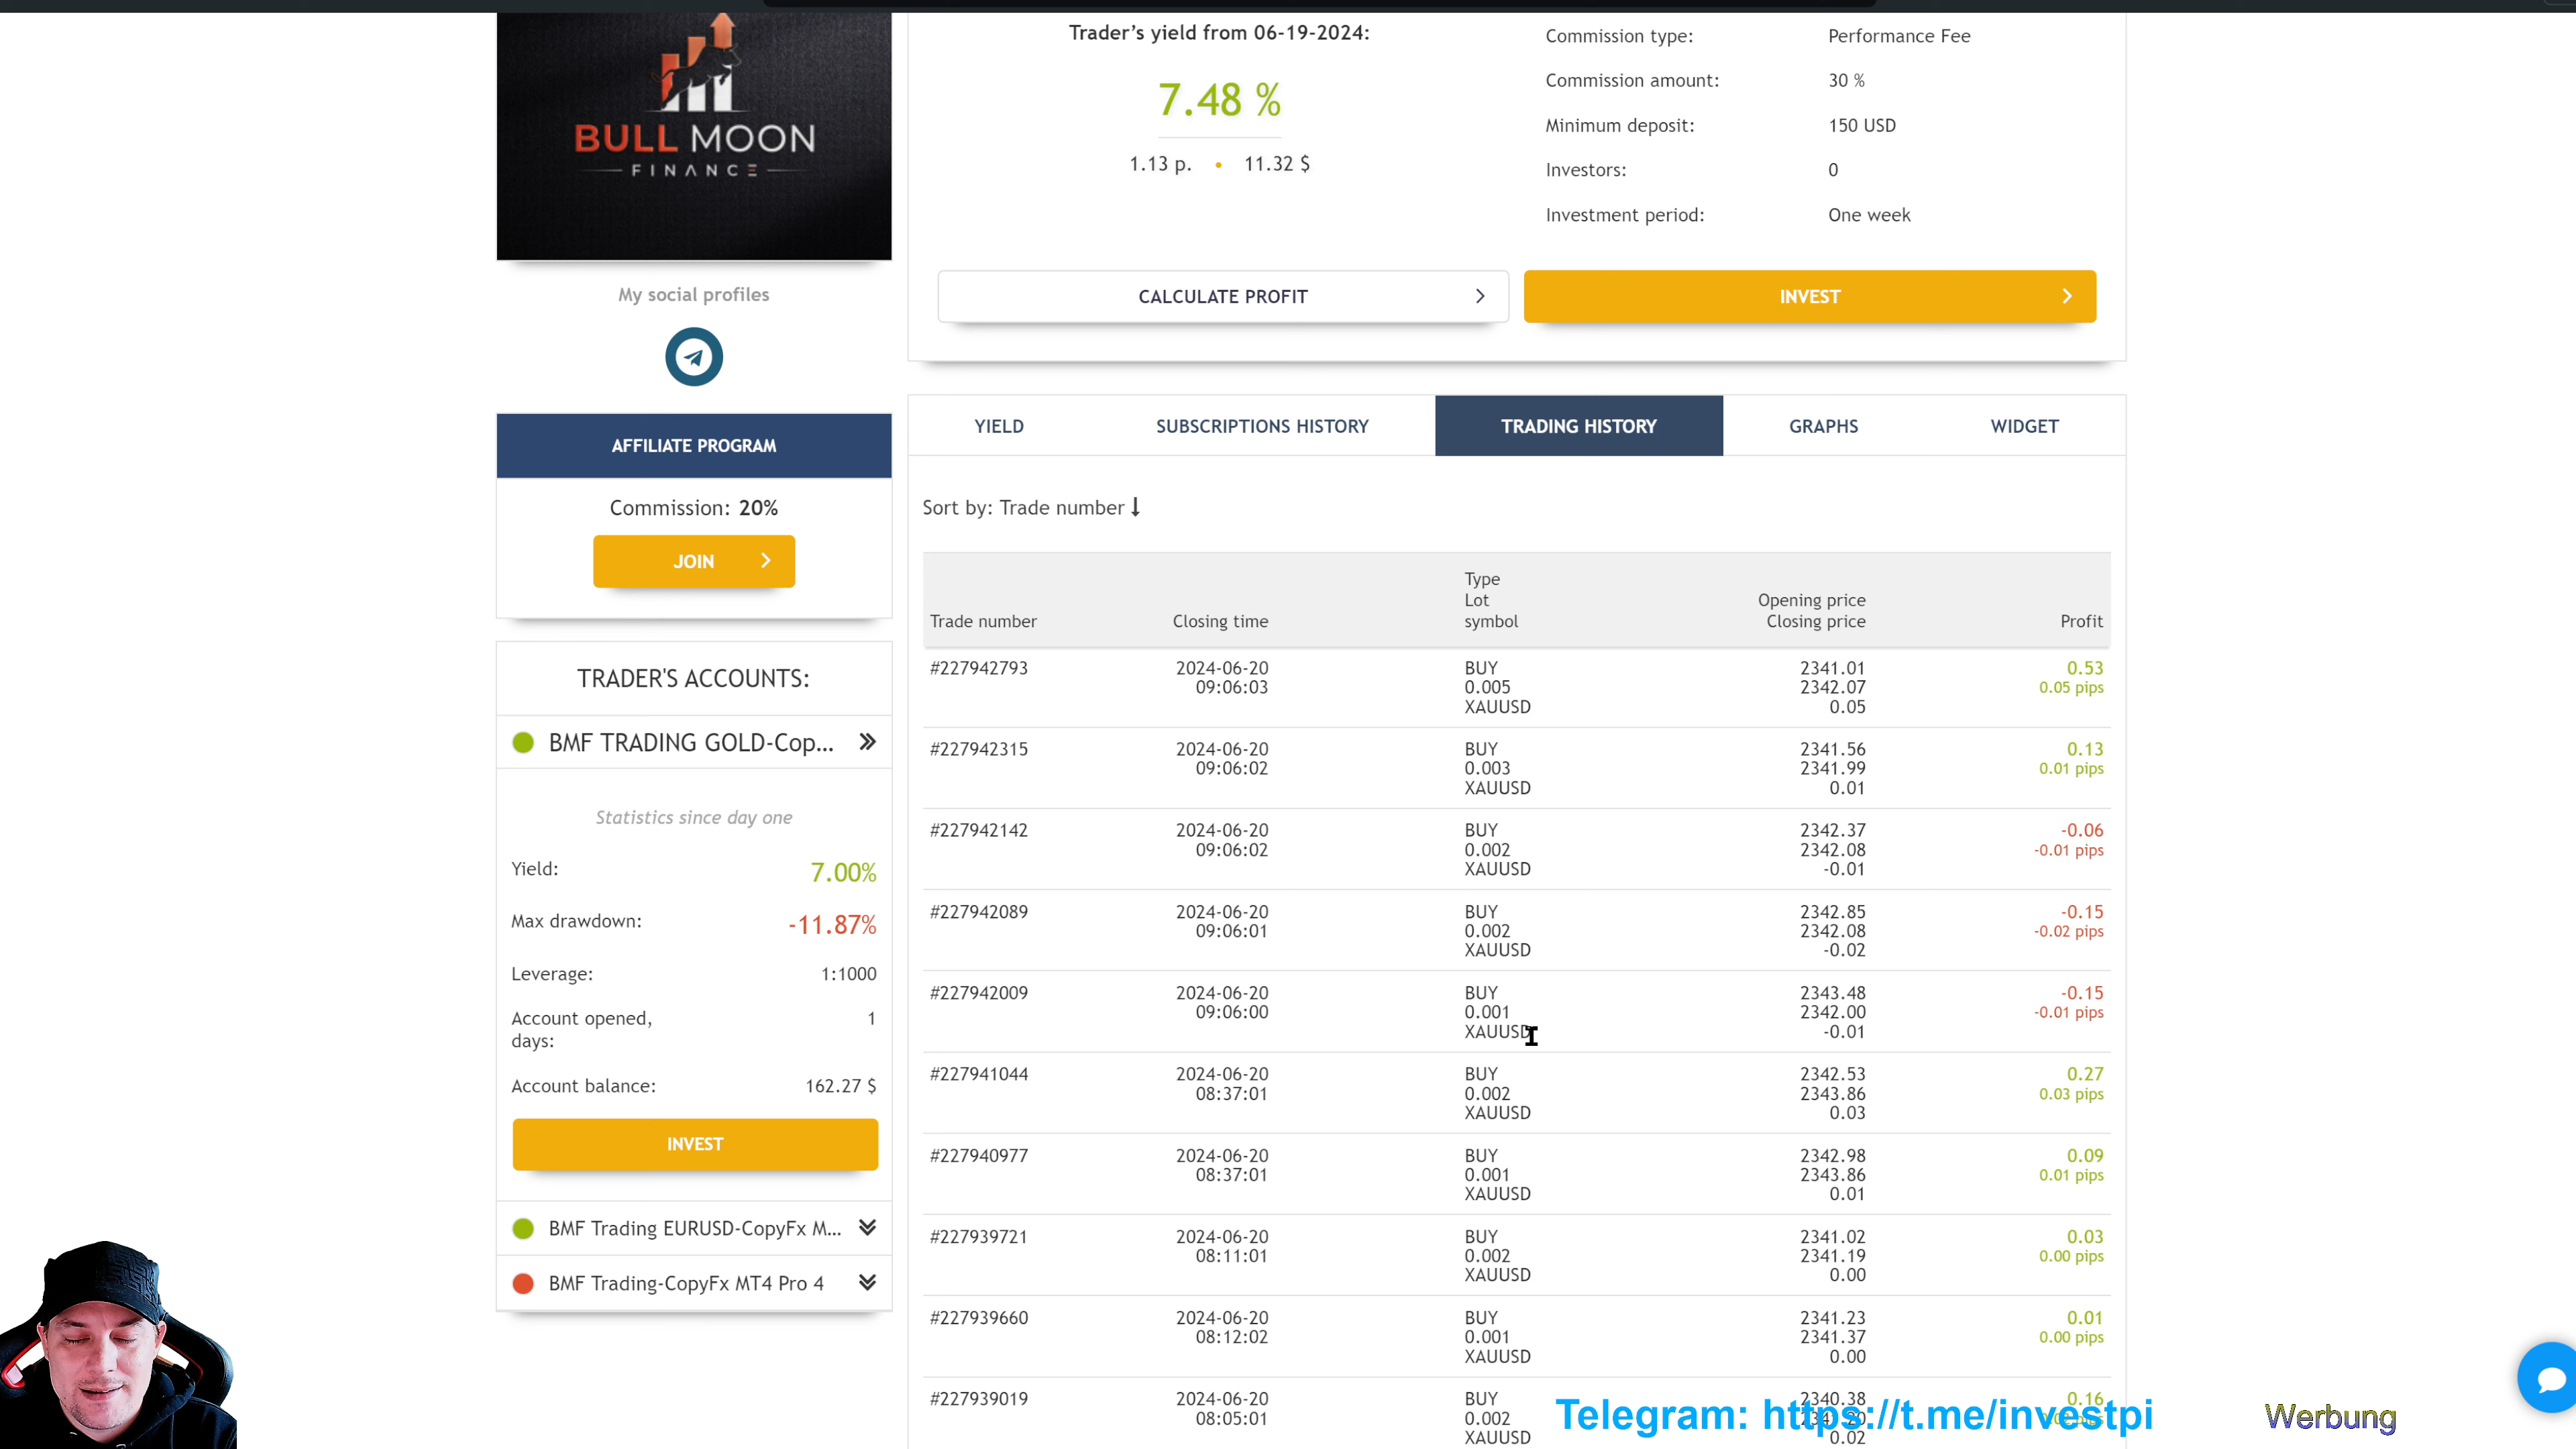 BULL MOON
FINANCE
My social profiles
AFFILIATE PROGRAM
Commission: 20%
JOIN
TRADER'S ACCOUNTS:
BMF TRADING GOLD-Cop...
Statistics since day one
Yield: 7.00%
Max drawdown: -11.87%
Leverage: 1:1000
Account opened, 1
days:
Account balance: 162.27 $
INVEST
BMF Trading EURUSD-CopyFx M...
BMF Trading-CopyFx MT4 Pro 4
Trader’s yield from 06-19-2024:
7.48 %
1.13 p. • 11.32 $
Commission type: Performance Fee
Commission amount: 30 %
Minimum deposit: 150 USD
Investors: 0
Investment period: One week
CALCULATE PROFIT
INVEST
YIELD SUBSCRIPTIONS HISTORY TRADING HISTORY GRAPHS WIDGET
Sort by: Trade number
Type
Lot Opening price
Trade number Closing time symbol Closing price Profit
#227942793 2024-06-20 BUY 2341.01 0.53
09:06:03 0.005 2342.07 0.05 pips
XAUUSD 0.05
#227942315 2024-06-20 BUY 2341.56 0.13
09:06:02 0.003 2341.99 0.01 pips
XAUUSD 0.01
#227942142 2024-06-20 BUY 2342.37 -0.06
09:06:02 0.002 2342.08 -0.01 pips
XAUUSD -0.01
#227942089 2024-06-20 BUY 2342.85 -0.15
09:06:01 0.002 2342.08 -0.02 pips
XAUUSD -0.02
#227942009 2024-06-20 BUY 2343.48 -0.15
09:06:00 0.001 2342.00 -0.01 pips
XAUUSD -0.01
#227941044 2024-06-20 BUY 2342.53 0.27
08:37:01 0.002 2343.86 0.03 pips
XAUUSD 0.03
#227940977 2024-06-20 BUY 2342.98 0.09
08:37:01 0.001 2343.86 0.01 pips
XAUUSD 0.01
#227939721 2024-06-20 BUY 2341.02 0.03
08:11:01 0.002 2341.19 0.00 pips
XAUUSD 0.00
#227939660 2024-06-20 BUY 2341.23 0.01
08:12:02 0.001 2341.37 0.00 pips
XAUUSD 0.00
#227939019 2024-06-20 BUY 2340.38 0.16
08:05:01 0.002
XAUUSD 0.02
Telegram: https://t.me/investpi
Werbung